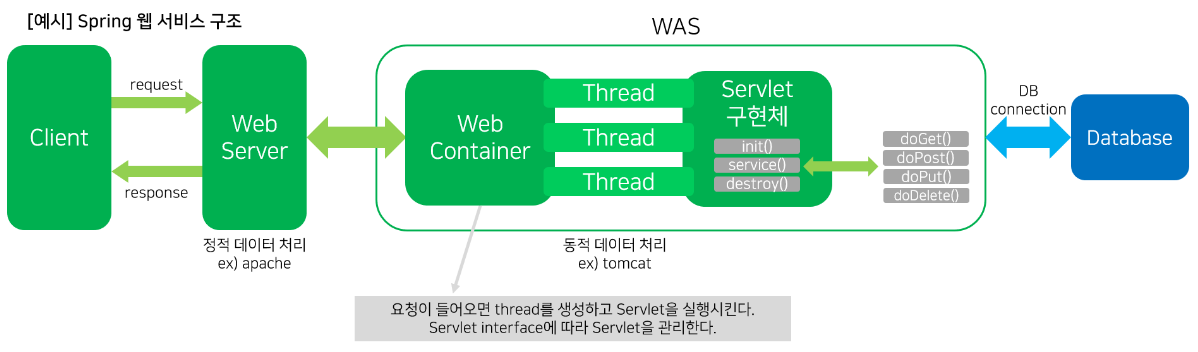 [예시] Spring 웹 서비스 구조
WAS
Client
request
response
Web
Server
정적 데이터 처리
ex) apache
Web
Container
Thread
Thread
Thread
Servlet
구현체
init()
service()
destroy()
doGet()
doPost()
doPut()
doDelete()
동적 데이터 처리
ex) tomcat
DB
connection
Database
요청이 들어오면 thread를 생성하고 Servlet을 실행시킨다.
Servlet interface에 따라 Servlet을 관리한다.